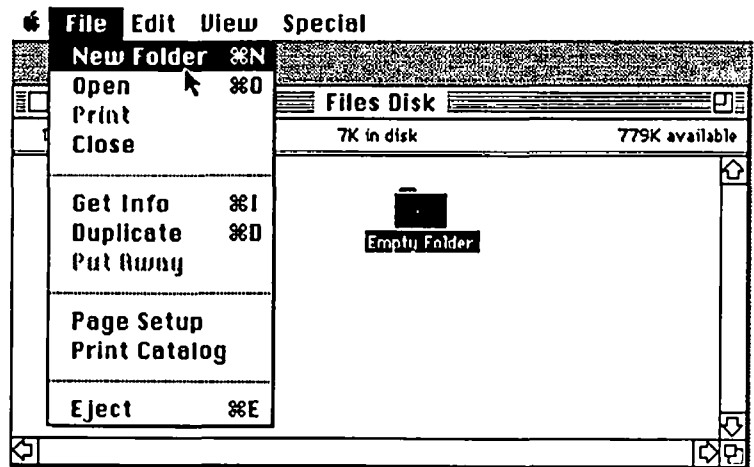 File Edit View Special
New Folder ⌘N
Open ⌘O
Print
Close
Get Info ⌘I
Duplicate ⌘D
Put Away
Page Setup
Print Catalog
Eject ⌘E
Files Disk
7K in disk 779K available
Empty Folder